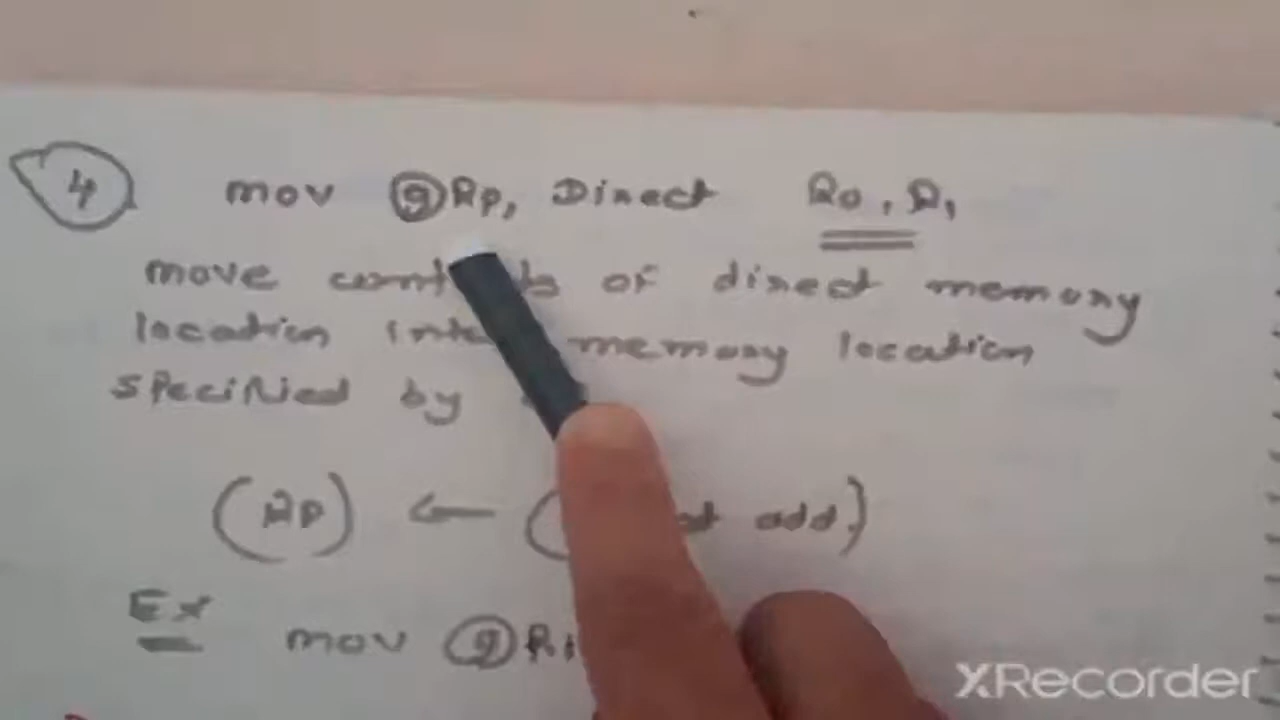 4 mov @Rp, Direct Ro, R1
move of direct memory
location memory location
specified by
(Rp) ← ( add.)
Ex mov @R1
XRecorder